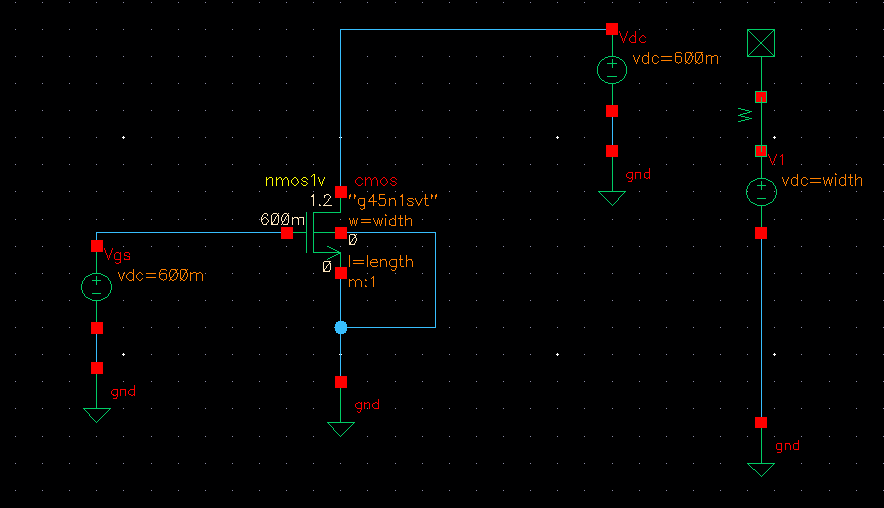 Vdc
vdc=600m
W
V1
vdc=width
gnd
nmos1v
cmos
1.2
"g45n1svt"
600m
w=width
0
0
l=length
m:1
Vgs
vdc=600m
gnd
gnd
gnd